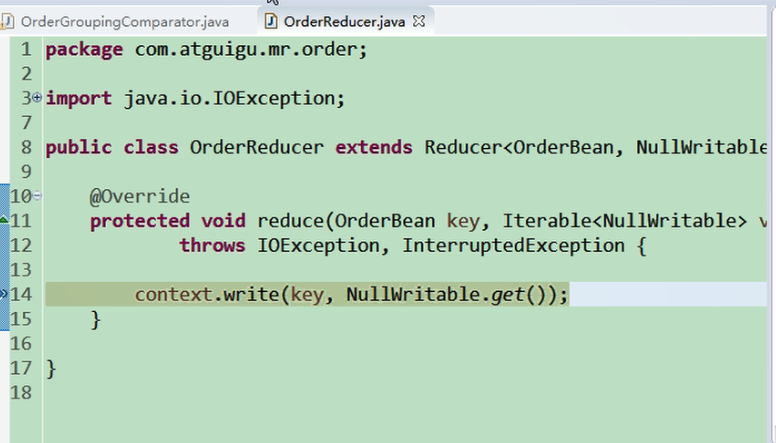 OrderGroupingComparator.java OrderReducer.java
1 package com.atguigu.mr.order;
2
3 import java.io.IOException;
7
8 public class OrderReducer extends Reducer<OrderBean, NullWritable
9
10 @Override
11 protected void reduce(OrderBean key, Iterable<NullWritable> v
12 throws IOException, InterruptedException {
13
14 context.write(key, NullWritable.get());
15 }
16
17 }
18